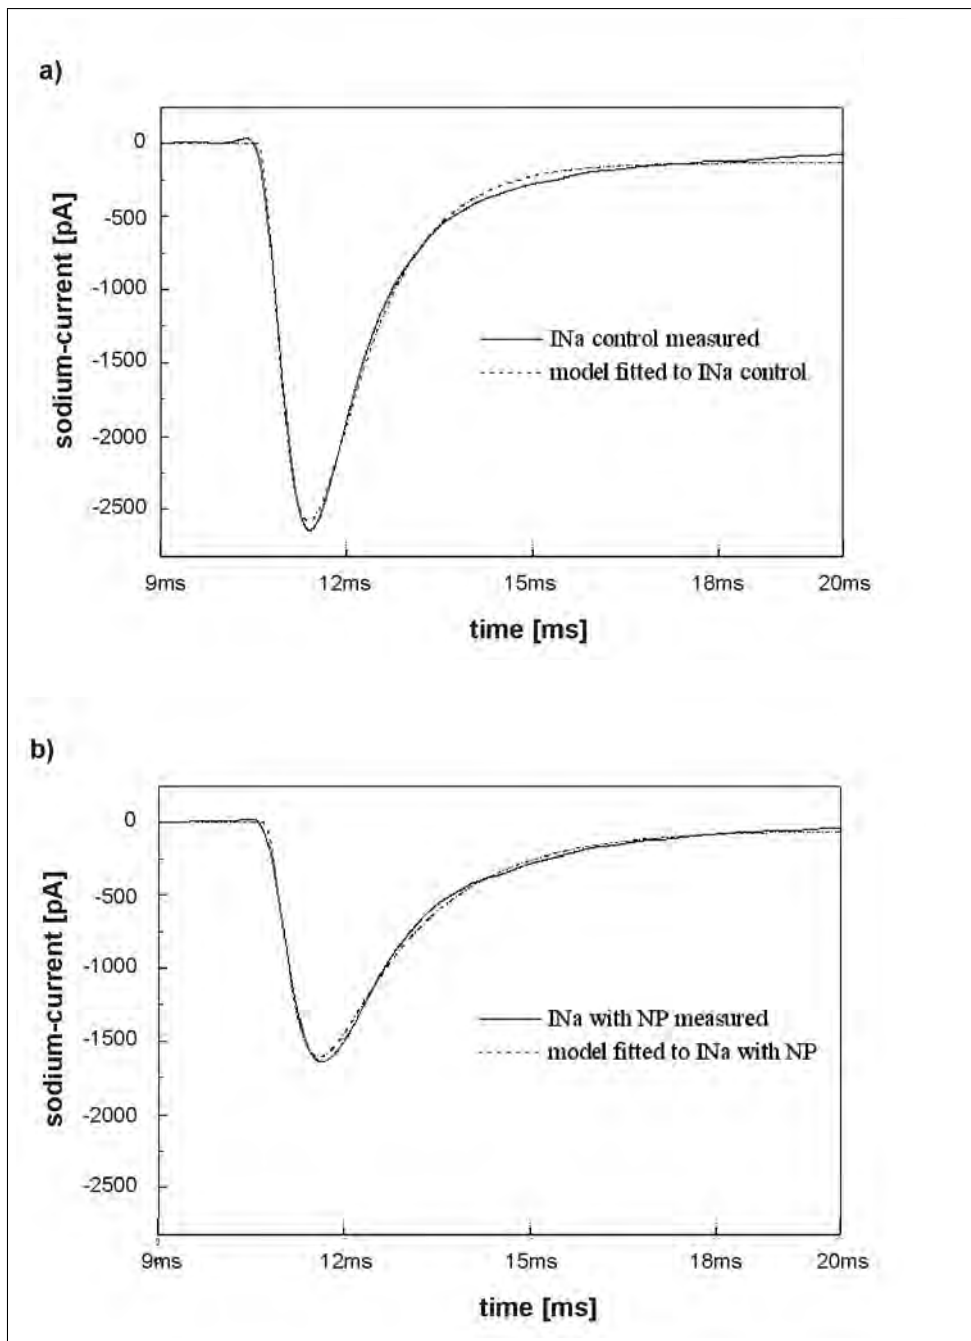 a)
0
-500
-1000
-1500
-2000
-2500
sodium-current [pA]
INa control measured
model fitted to INa control
9ms 12ms 15ms 18ms 20ms
time [ms]
b)
0
-500
-1000
-1500
-2000
-2500
sodium-current [pA]
INa with NP measured
model fitted to INa with NP
9ms 12ms 15ms 18ms 20ms
time [ms]